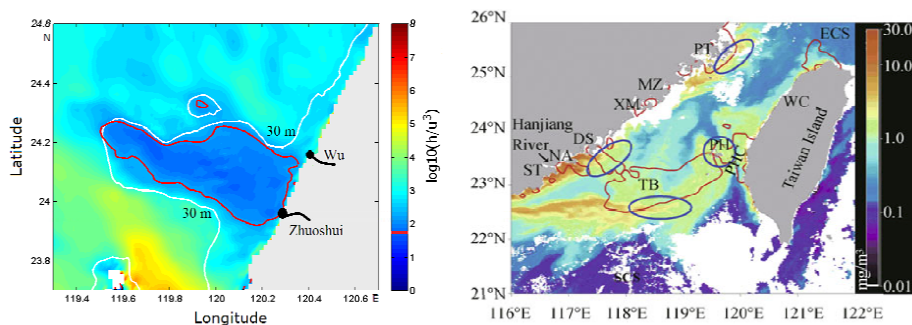 24.8
N
24.4
24.2
24
23.8
Latitude
30 m
30 m
Wu
Zhuoshui
119.4 119.6 119.8 120 120.2 120.4 120.6 E
Longitude
9
8
7
6
5
4
3
2
1
0
log10(h/u³)
26°N
25°N
24°N
23°N
22°N
21°N
116°E 117°E 118°E 119°E 120°E 121°E 122°E
ECS
PT
MZ
XM
WC
Hanjiang
River
DS
NA
ST
PH
PHC
TB
Taiwan Island
SCS
30.0
10.0
1.0
0.1
0.01
mg/m³